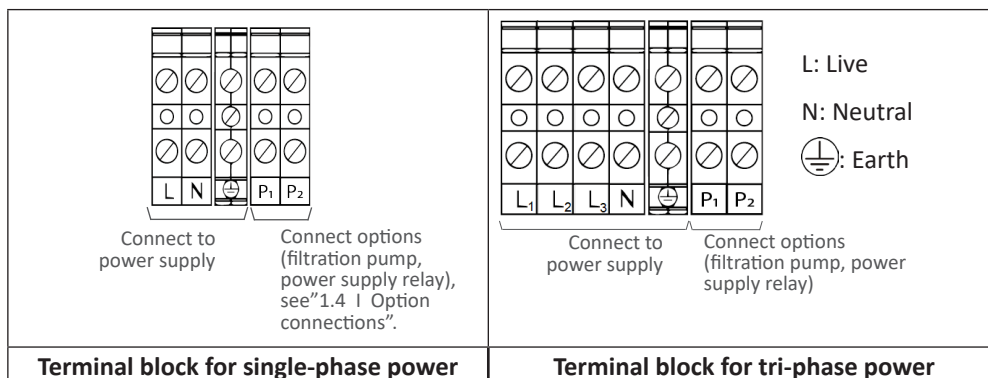 L N P₁ P₂
Connect to
power supply
Connect options
(filtration pump,
power supply relay),
see"1.4 I Option
connections".
Terminal block for single-phase power
L₁ L₂ L₃ N P₁ P₂
Connect to
power supply
Connect options
(filtration pump, power
supply relay)
L: Live
N: Neutral
: Earth
Terminal block for tri-phase power